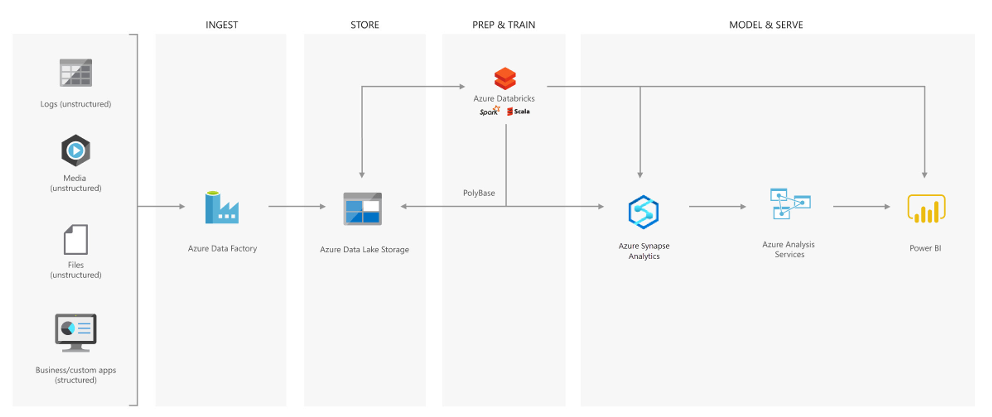 INGEST
STORE
PREP & TRAIN
MODEL & SERVE
Logs (unstructured)
Media
(unstructured)
Files
(unstructured)
Business/custom apps
(structured)
Azure Data Factory
Azure Data Lake Storage
Azure Databricks
Spark Scala
PolyBase
Azure Synapse
Analytics
Azure Analysis
Services
Power BI